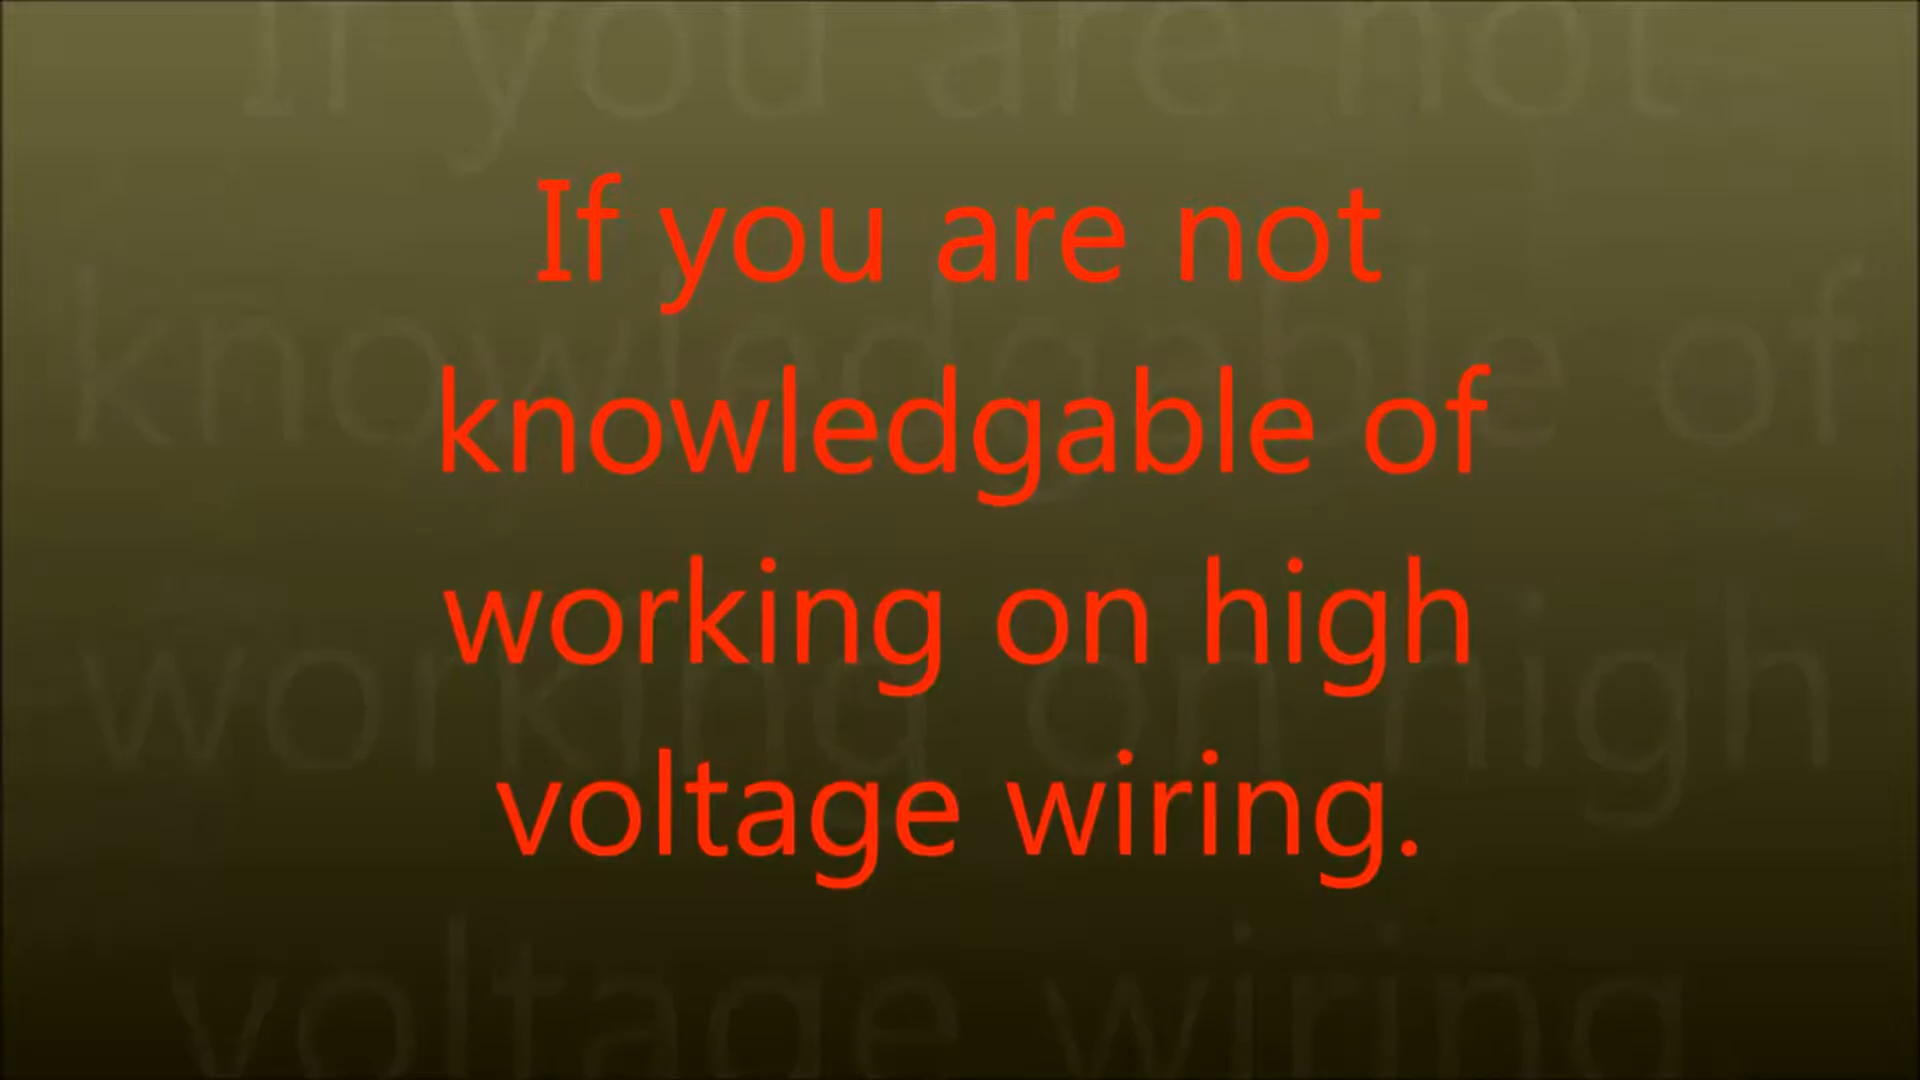 If you are not
knowledgable of
working on high
voltage wiring.